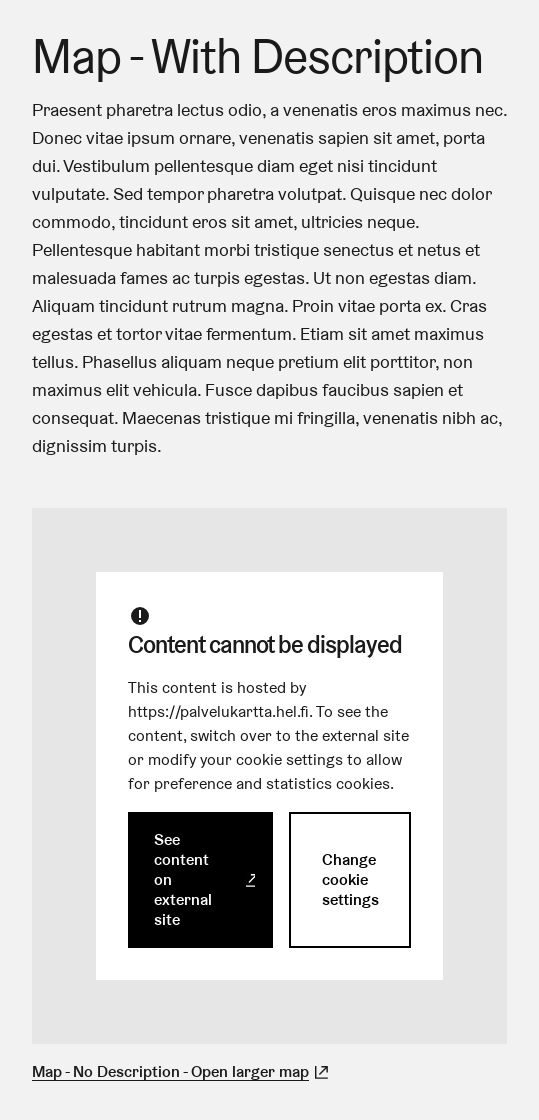 Map - With Description
Praesent pharetra lectus odio, a venenatis eros maximus nec.
Donec vitae ipsum ornare, venenatis sapien sit amet, porta
dui. Vestibulum pellentesque diam eget nisi tincidunt
vulputate. Sed tempor pharetra volutpat. Quisque nec dolor
commodo, tincidunt eros sit amet, ultricies neque.
Pellentesque habitant morbi tristique senectus et netus et
malesuada fames ac turpis egestas. Ut non egestas diam.
Aliquam tincidunt rutrum magna. Proin vitae porta ex. Cras
egestas et tortor vitae fermentum. Etiam sit amet maximus
tellus. Phasellus aliquam neque pretium elit porttitor, non
maximus elit vehicula. Fusce dapibus faucibus sapien et
consequat. Maecenas tristique mi fringilla, venenatis nibh ac,
dignissim turpis.
Content cannot be displayed
This content is hosted by
https://palvelukartta.hel.fi. To see the
content, switch over to the external site
or modify your cookie settings to allow
for preference and statistics cookies.
See
content
on
external
site
Change
cookie
settings
Map - No Description - Open larger map